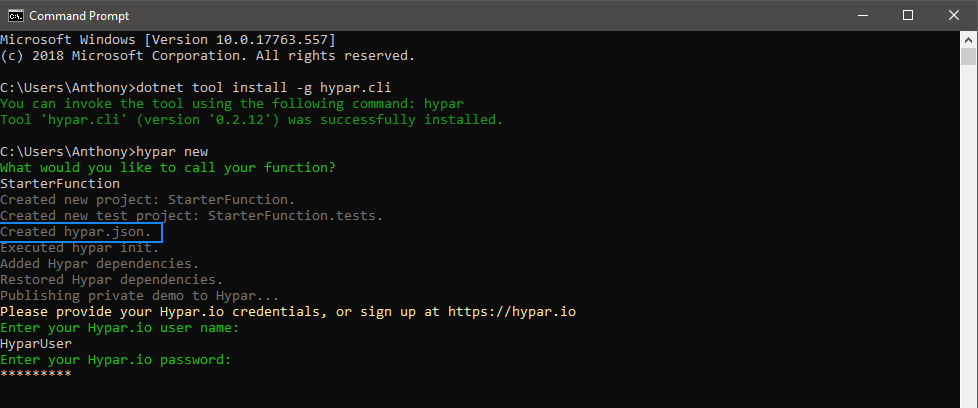 Command Prompt
Microsoft Windows [Version 10.0.17763.557]
(c) 2018 Microsoft Corporation. All rights reserved.
C:\Users\Anthony>dotnet tool install -g hypar.cli
You can invoke the tool using the following command: hypar
Tool 'hypar.cli' (version '0.2.12') was successfully installed.
C:\Users\Anthony>hypar new
What would you like to call your function?
StarterFunction
Created new project: StarterFunction.
Created new test project: StarterFunction.tests.
Created hypar.json.
Executed hypar init.
Added Hypar dependencies.
Restored Hypar dependencies.
Publishing private demo to Hypar...
Please provide your Hypar.io credentials, or sign up at https://hypar.io
Enter your Hypar.io user name:
HyparUser
Enter your Hypar.io password:
*********